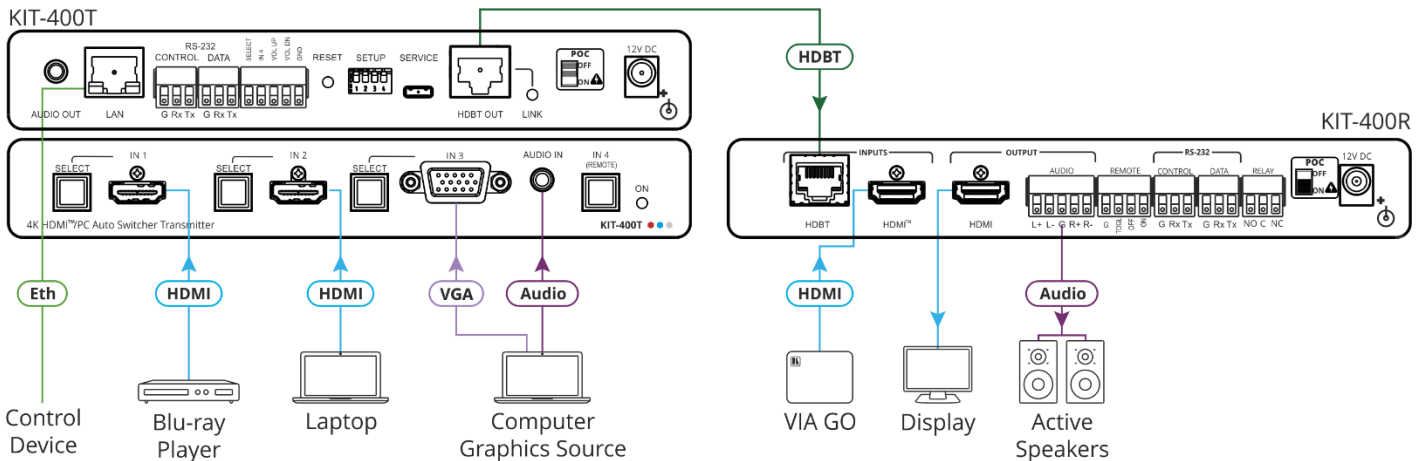 KIT-400T
RS-232
CONTROL DATA
SELECT
IN 4
VOL UP
VOL DN
GND
RESET
SETUP
SERVICE
1 2 3 4
POC
OFF
ON
12V DC
AUDIO OUT
LAN
G Rx Tx G Rx Tx
HDBT OUT
LINK
HDBT
SELECT
IN 1
SELECT
IN 2
SELECT
IN 3
AUDIO IN
IN 4
(REMOTE)
ON
4K HDMI™/PC Auto Switcher Transmitter
KIT-400T
KIT-400R
INPUTS
OUTPUT
RS-232
AUDIO
REMOTE
CONTROL
DATA
RELAY
POC
OFF
ON
12V DC
HDBT
HDMI™
HDMI
L+ L- G R+ R-
G
TOGL
OFF
ON
G Rx Tx
G Rx Tx
NO C NC
Eth
HDMI
HDMI
VGA
Audio
HDMI
Audio
Control
Device
Blu-ray
Player
Laptop
Computer
Graphics Source
VIA GO
Display
Active
Speakers